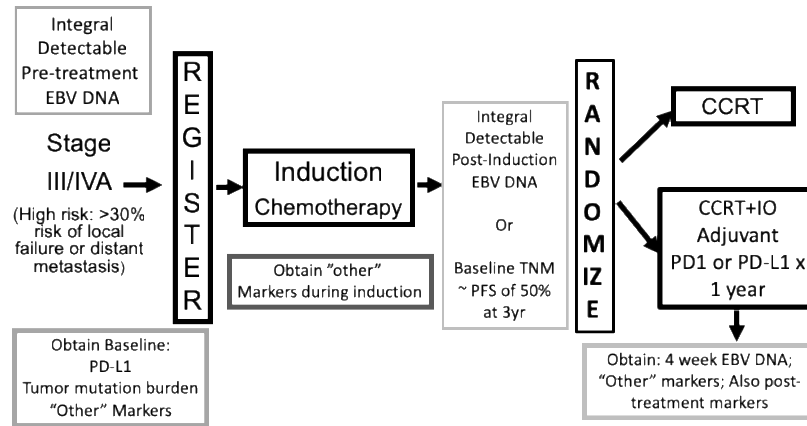 Integral
Detectable
Pre-treatment
EBV DNA
Stage
III/IVA
(High risk: >30%
risk of local
failure or distant
metastasis)
Obtain Baseline:
PD-L1
Tumor mutation burden
“Other” Markers
REGISTER
Induction
Chemotherapy
Obtain ”other”
Markers during induction
Integral
Detectable
Post-Induction
EBV DNA
Or
Baseline TNM
~ PFS of 50%
at 3yr
RANDOMIZE
CCRT
CCRT+IO
Adjuvant
PD1 or PD-L1 x
1 year
Obtain: 4 week EBV DNA;
“Other” markers; Also post-
treatment markers